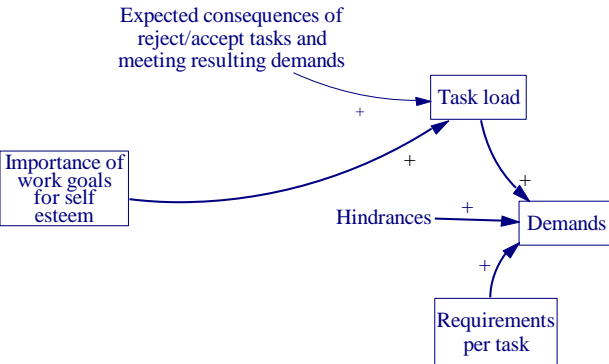 Expected consequences of
reject/accept tasks and
meeting resulting demands
+
Task load
+
Importance of
work goals
for self
esteem
+
Hindrances
+
Demands
+
Requirements
per task